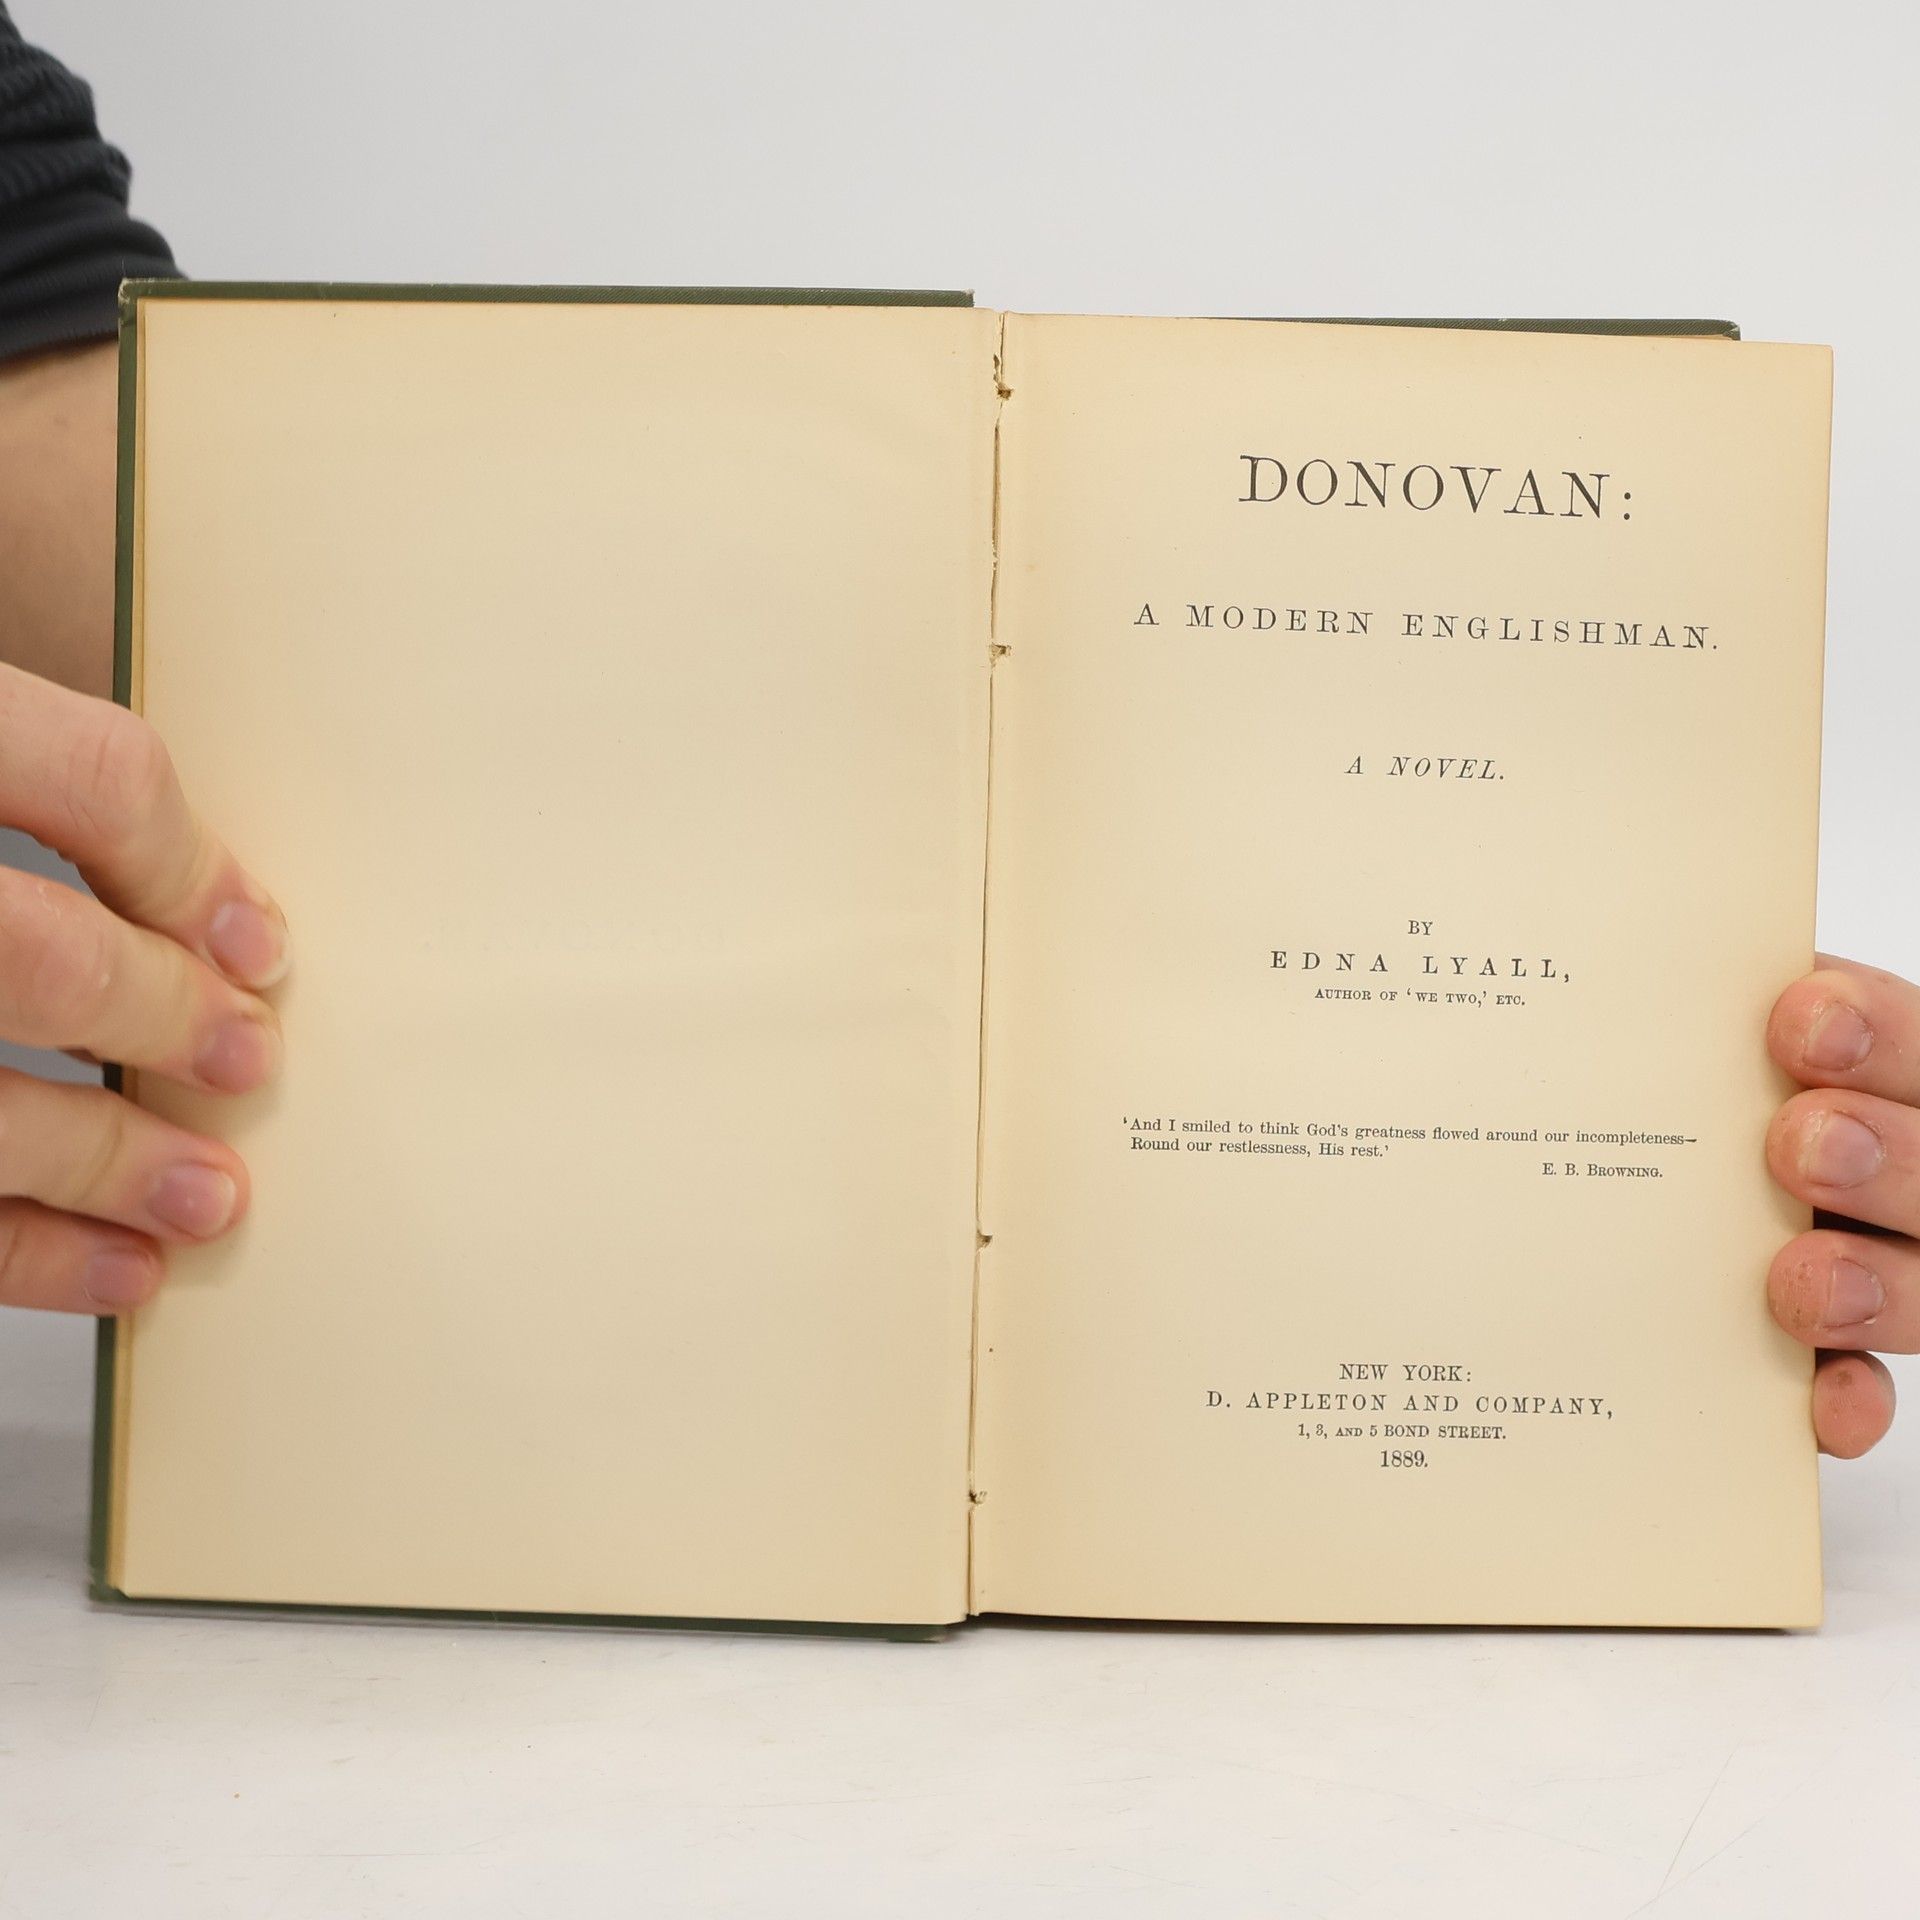 DONOVAN:
A MODERN ENGLISHMAN.
A NOVEL.
BY
EDNA LYALL,
AUTHOR OF ‘WE TWO,’ ETC.
‘And I smiled to think God's greatness flowed around our incompleteness—
Round our restlessness, His rest.’
E. B. BROWNING.
NEW YORK:
D. APPLETON AND COMPANY,
1, 3, AND 5 BOND STREET.
1889.